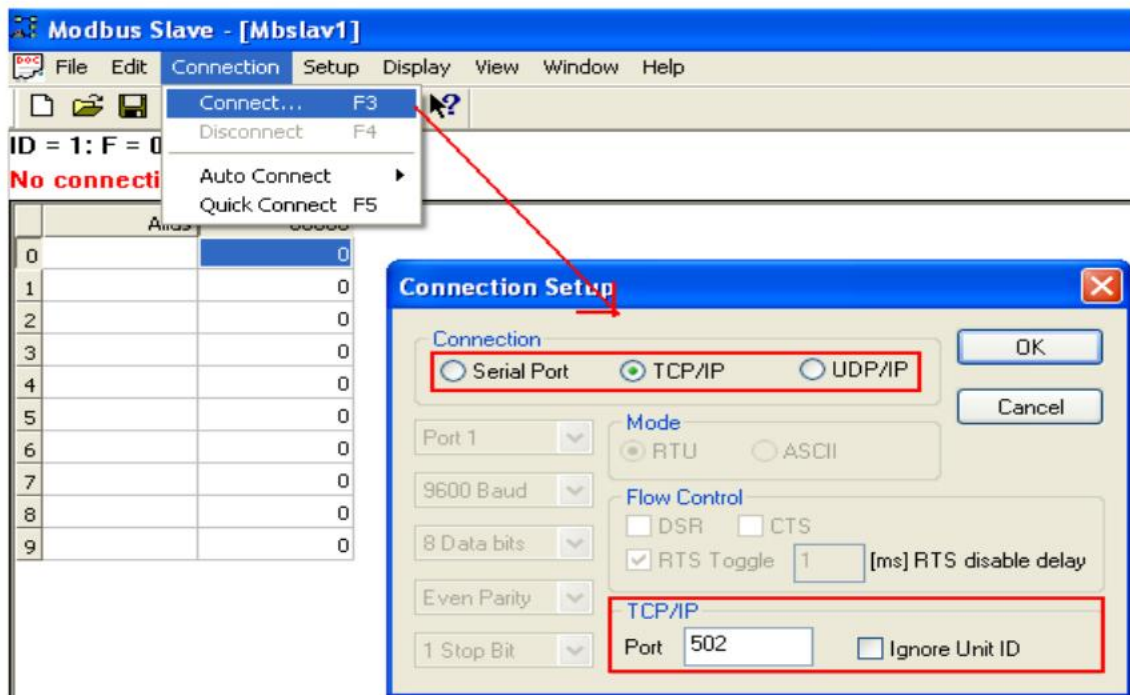 Modbus Slave - [Mbslav1]
DOC File Edit Connection Setup Display View Window Help
Connect... F3
Disconnect F4
Auto Connect
Quick Connect F5
?
ID = 1: F = 0
No connecti
Alias 00000
0 0
1 0
2 0
3 0
4 0
5 0
6 0
7 0
8 0
9 0
Connection Setup
Connection
Serial Port TCP/IP UDP/IP
OK
Cancel
Port 1
9600 Baud
8 Data bits
Even Parity
1 Stop Bit
Mode
RTU ASCII
Flow Control
DSR CTS
RTS Toggle 1 [ms] RTS disable delay
TCP/IP
Port 502 Ignore Unit ID